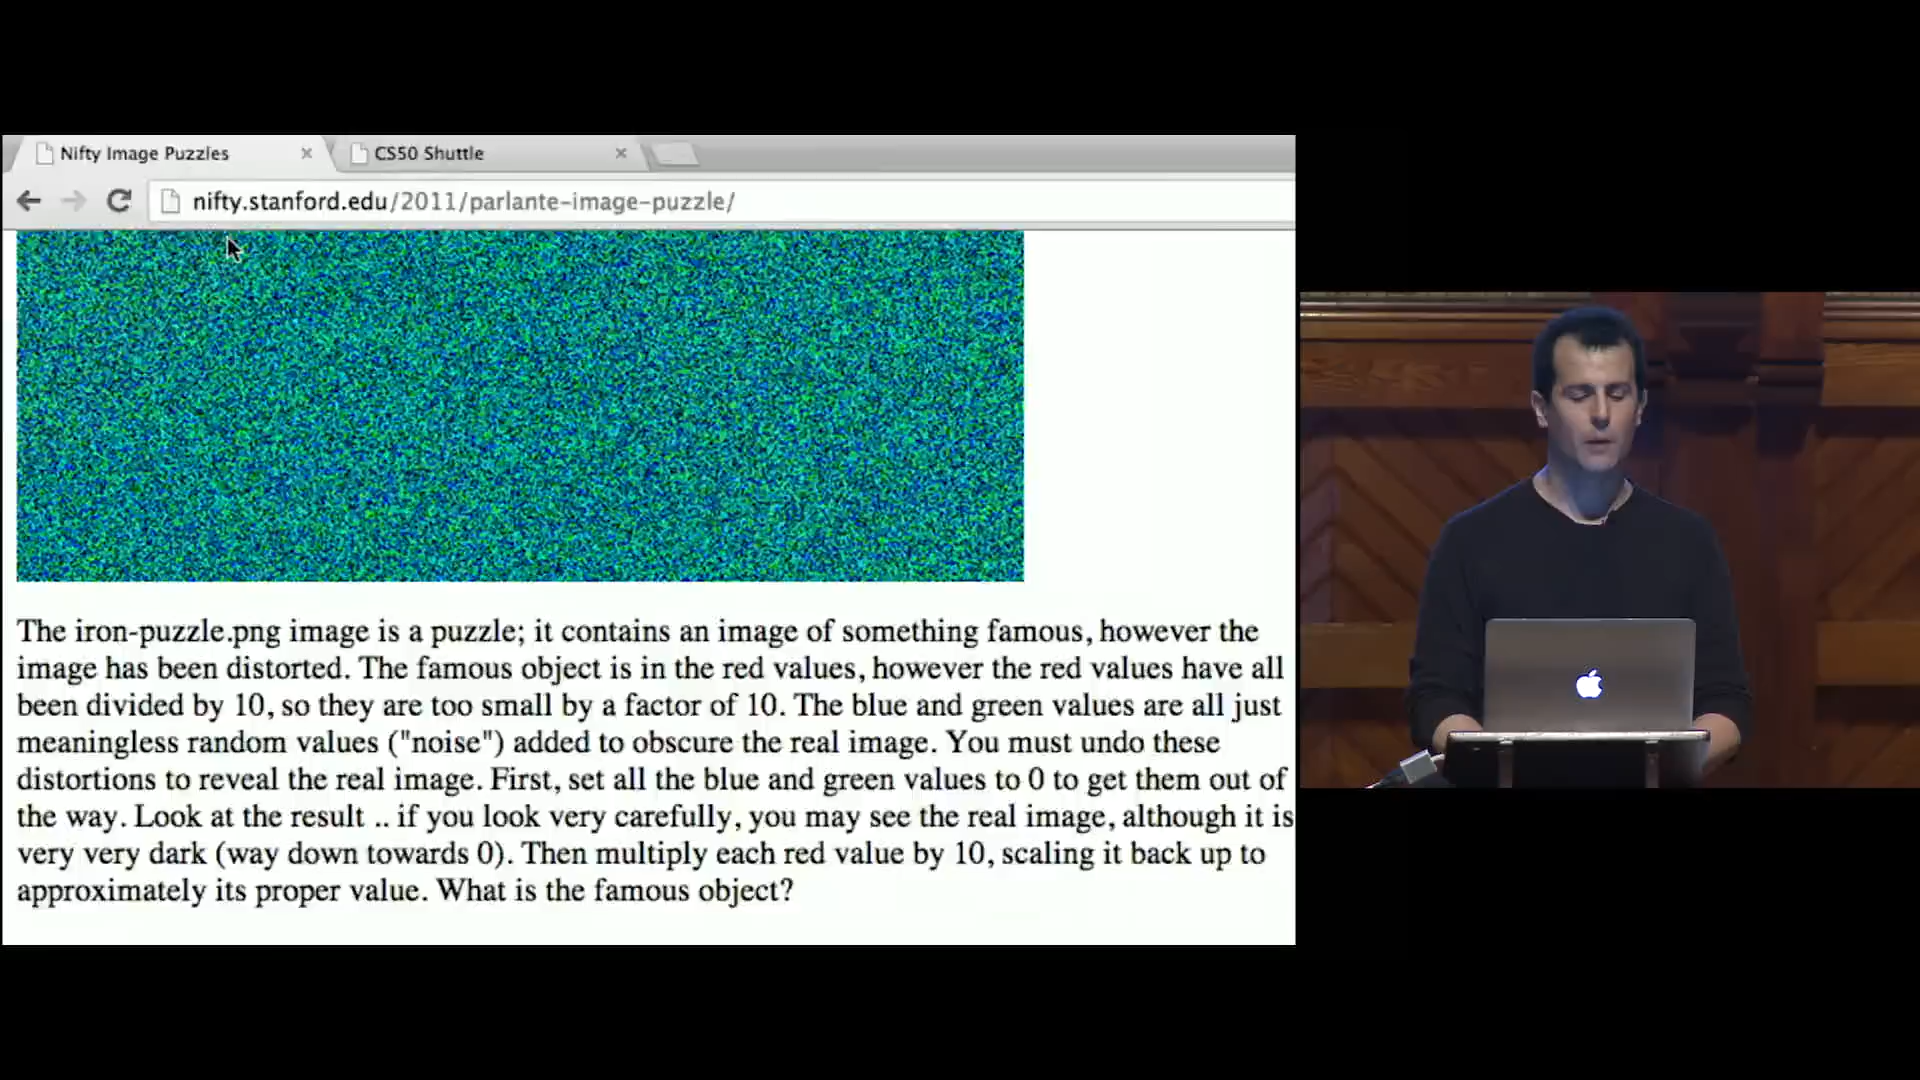 Nifty Image Puzzles
CS50 Shuttle
nifty.stanford.edu/2011/parlante-image-puzzle/
The iron-puzzle.png image is a puzzle; it contains an image of something famous, however the
image has been distorted. The famous object is in the red values, however the red values have all
been divided by 10, so they are too small by a factor of 10. The blue and green values are all just
meaningless random values ("noise") added to obscure the real image. You must undo these
distortions to reveal the real image. First, set all the blue and green values to 0 to get them out of
the way. Look at the result .. if you look very carefully, you may see the real image, although it is
very very dark (way down towards 0). Then multiply each red value by 10, scaling it back up to
approximately its proper value. What is the famous object?